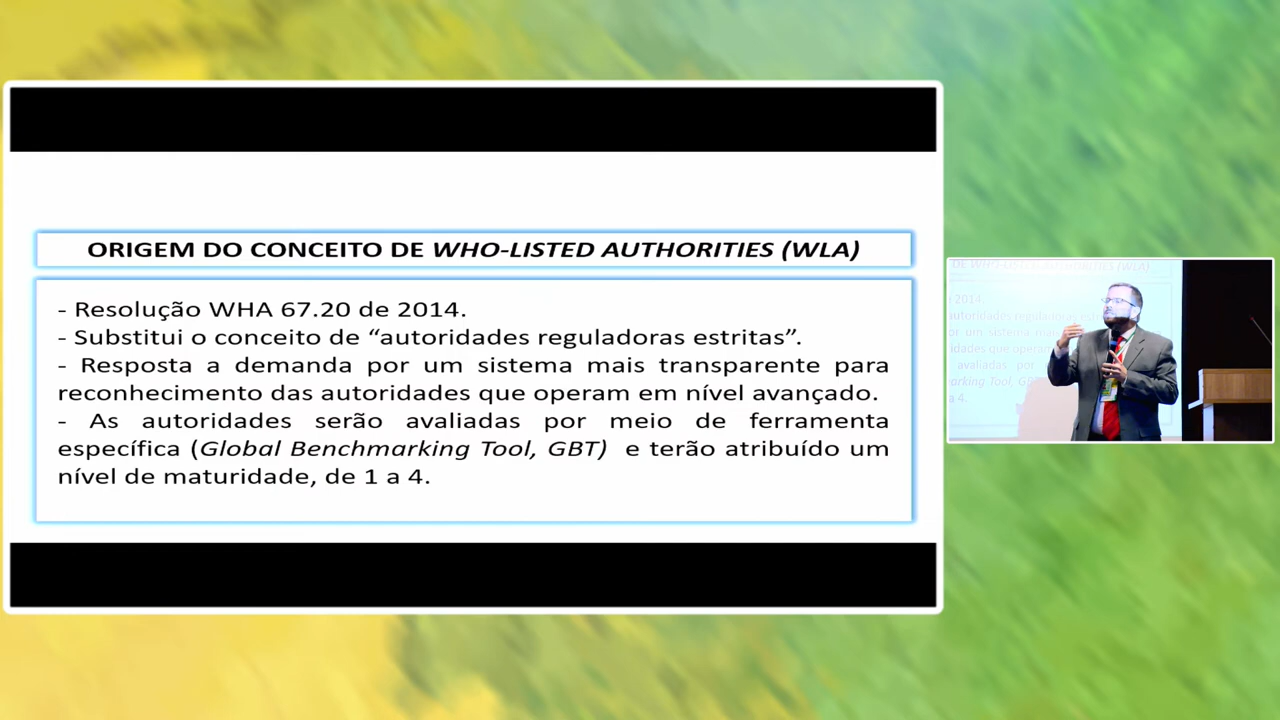 ORIGEM DO CONCEITO DE WHO-LISTED AUTHORITIES (WLA)
- Resolução WHA 67.20 de 2014.
- Substitui o conceito de “autoridades reguladoras estritas”.
- Resposta a demanda por um sistema mais transparente para
reconhecimento das autoridades que operam em nível avançado.
- As autoridades serão avaliadas por meio de ferramenta
específica (Global Benchmarking Tool, GBT) e terão atribuído um
nível de maturidade, de 1 a 4.